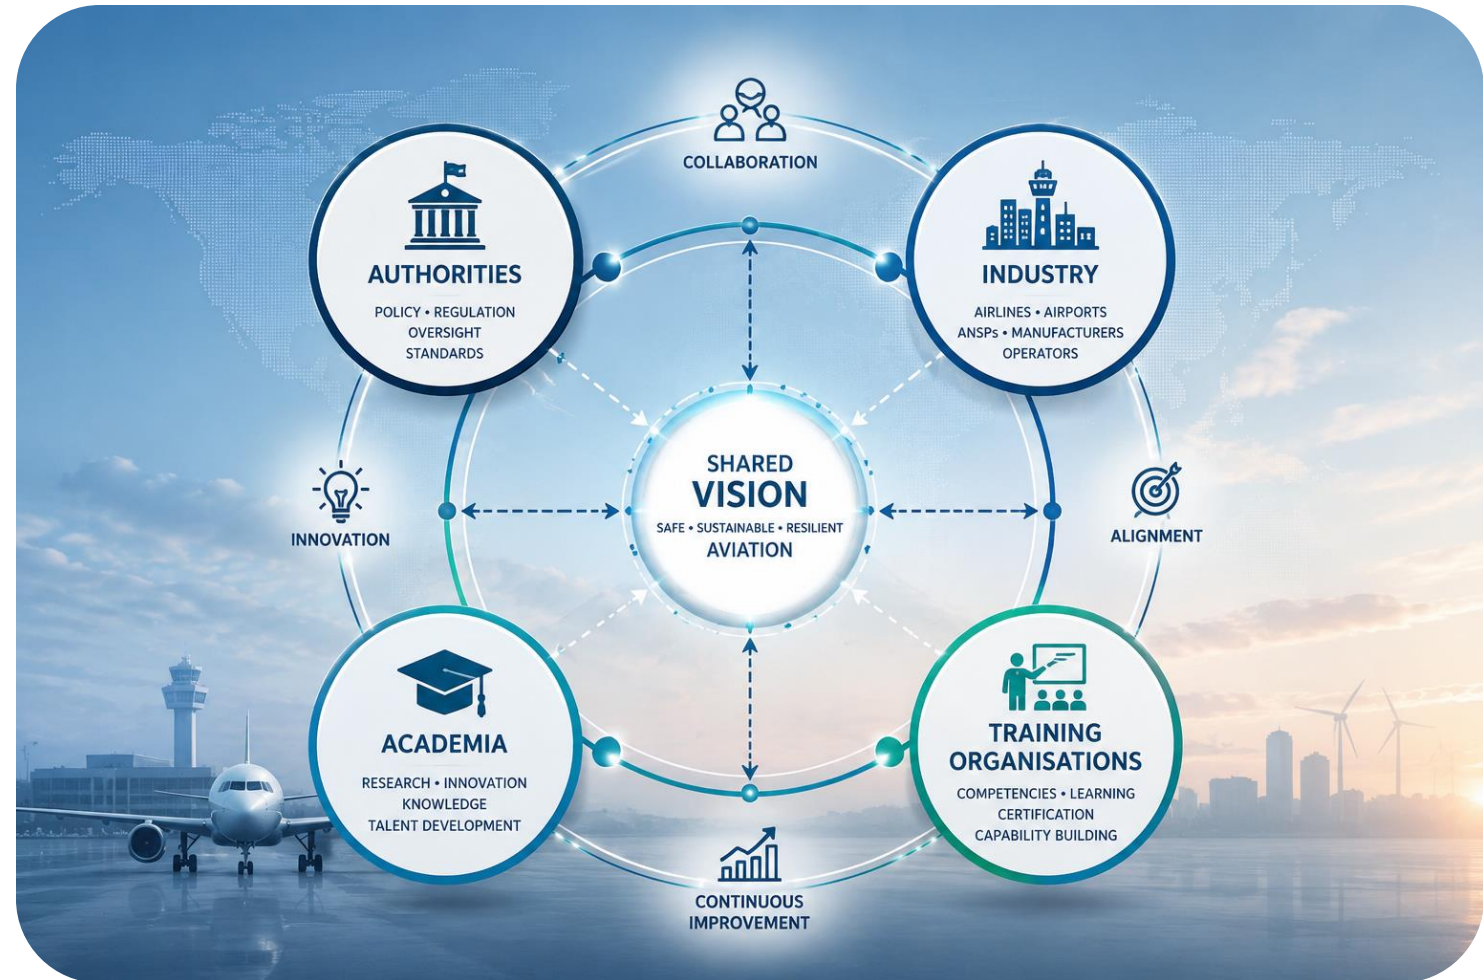 COLLABORATION
AUTHORITIES
POLICY • REGULATION
OVERSIGHT
STANDARDS
INDUSTRY
AIRLINES • AIRPORTS
ANSPs • MANUFACTURERS
OPERATORS
SHARED
VISION
SAFE • SUSTAINABLE • RESILIENT
AVIATION
INNOVATION
ALIGNMENT
ACADEMIA
RESEARCH • INNOVATION
KNOWLEDGE
TALENT DEVELOPMENT
TRAINING
ORGANISATIONS
COMPETENCIES • LEARNING
CERTIFICATION
CAPABILITY BUILDING
CONTINUOUS
IMPROVEMENT